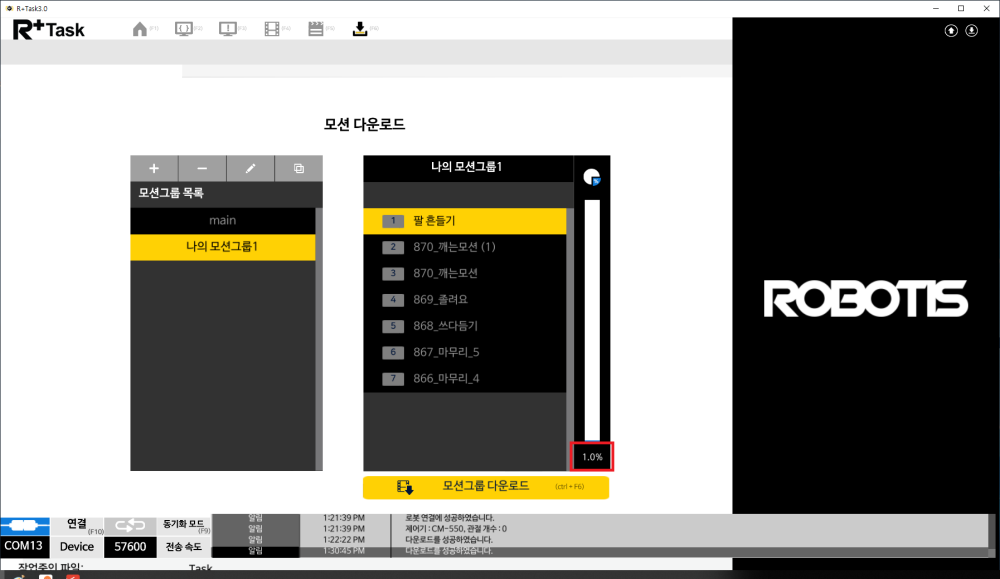 R+Task3.0
R+Task
(F1)
(F2)
(F3)
(F4)
(F5)
(F6)
모션 다운로드
모션그룹 목록
main
나의 모션그룹1
나의 모션그룹1
1 팔 흔들기
2 870_깨는모션 (1)
3 870_깨는모션
4 869_졸려요
5 868_쓰다듬기
6 867_마무리_5
7 866_마무리_4
1.0%
모션그룹 다운로드 (ctrl + F6)
ROBOTIS
연결 (F10)
동기화 모드 (F9)
COM13
Device
57600
전송 속도
알림 1:21:39 PM 로봇 연결에 성공하였습니다.
알림 1:21:39 PM 제어기 : CM-550, 관절 개수 : 0
알림 1:22:22 PM 다운로드를 성공하였습니다.
알림 1:30:45 PM 다운로드를 성공하였습니다.
작업중인 파일: Task